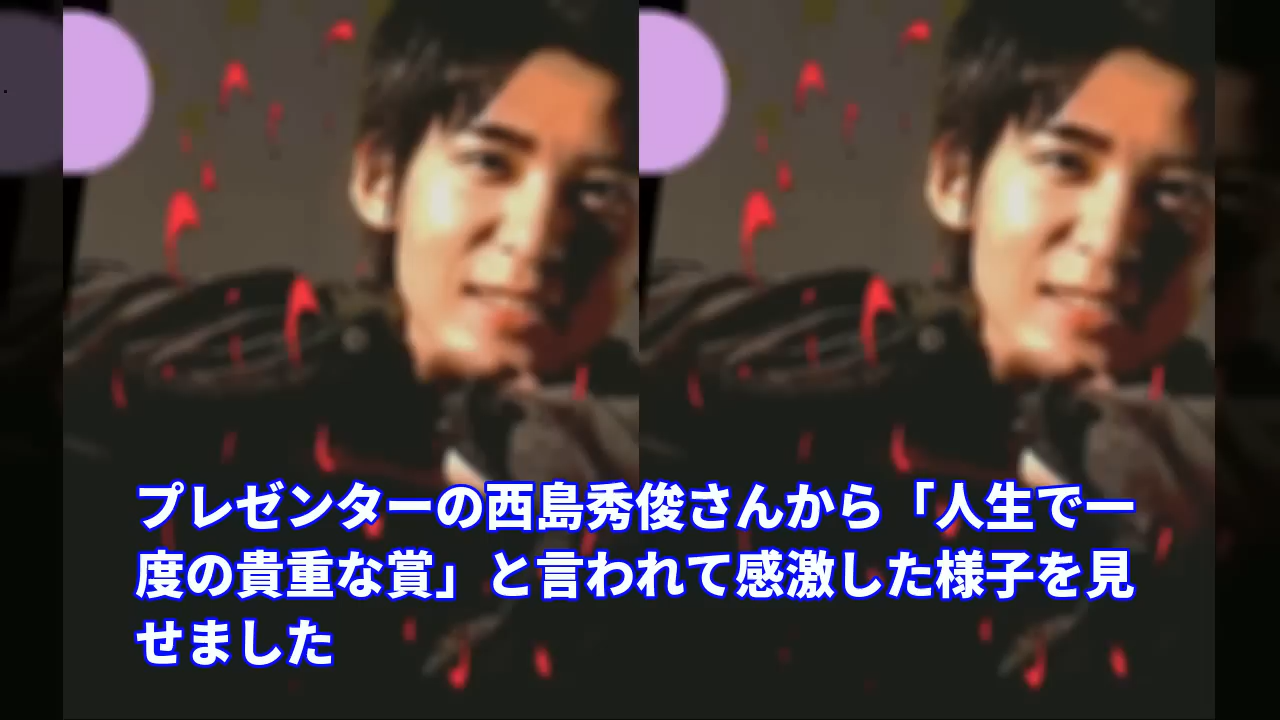 プレゼンターの西島秀俊さんから「人生で一
度の貴重な賞」と言われて感激した様子を見
せました